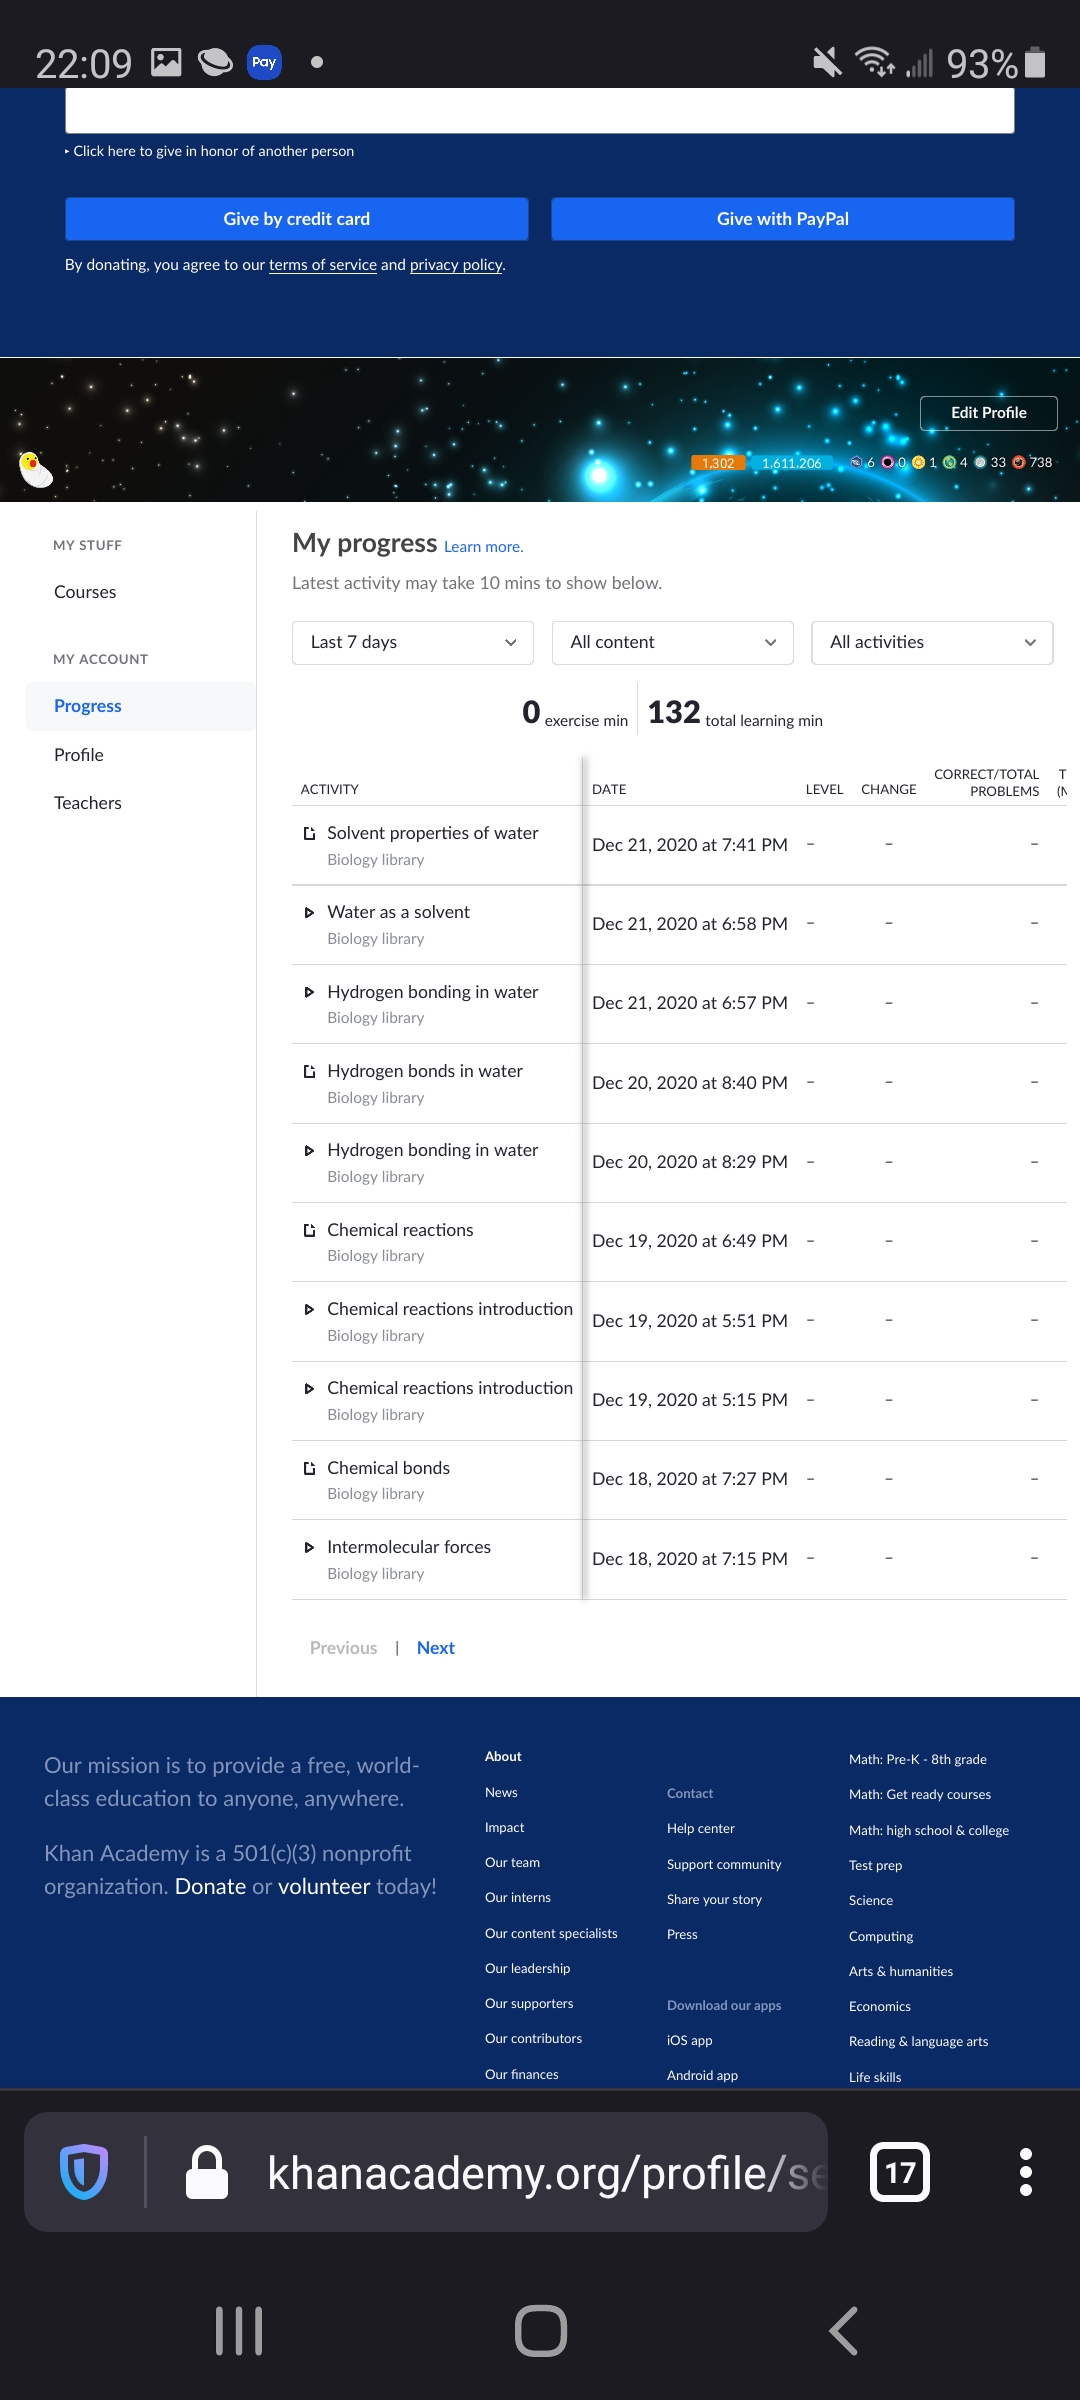 22:09 Pay 93%
Click here to give in honor of another person
Give by credit card Give with PayPal
By donating, you agree to our terms of service and privacy policy.
Edit Profile
1,302 1,611,206 6 0 1 4 33 738
MY STUFF
Courses
MY ACCOUNT
Progress
Profile
Teachers
My progress Learn more.
Latest activity may take 10 mins to show below.
Last 7 days All content All activities
0 exercise min 132 total learning min
ACTIVITY DATE LEVEL CHANGE CORRECT/TOTAL PROBLEMS T (M
Solvent properties of water
Biology library
Dec 21, 2020 at 7:41 PM – – –
Water as a solvent
Biology library
Dec 21, 2020 at 6:58 PM – – –
Hydrogen bonding in water
Biology library
Dec 21, 2020 at 6:57 PM – – –
Hydrogen bonds in water
Biology library
Dec 20, 2020 at 8:40 PM – – –
Hydrogen bonding in water
Biology library
Dec 20, 2020 at 8:29 PM – – –
Chemical reactions
Biology library
Dec 19, 2020 at 6:49 PM – – –
Chemical reactions introduction
Biology library
Dec 19, 2020 at 5:51 PM – – –
Chemical reactions introduction
Biology library
Dec 19, 2020 at 5:15 PM – – –
Chemical bonds
Biology library
Dec 18, 2020 at 7:27 PM – – –
Intermolecular forces
Biology library
Dec 18, 2020 at 7:15 PM – – –
Previous | Next
Our mission is to provide a free, world-
class education to anyone, anywhere.
Khan Academy is a 501(c)(3) nonprofit
organization. Donate or volunteer today!
About
News
Impact
Our team
Our interns
Our content specialists
Our leadership
Our supporters
Our contributors
Our finances
Contact
Help center
Support community
Share your story
Press
Download our apps
iOS app
Android app
Math: Pre-K - 8th grade
Math: Get ready courses
Math: high school & college
Test prep
Science
Computing
Arts & humanities
Economics
Reading & language arts
Life skills
khanacademy.org/profile/se
17